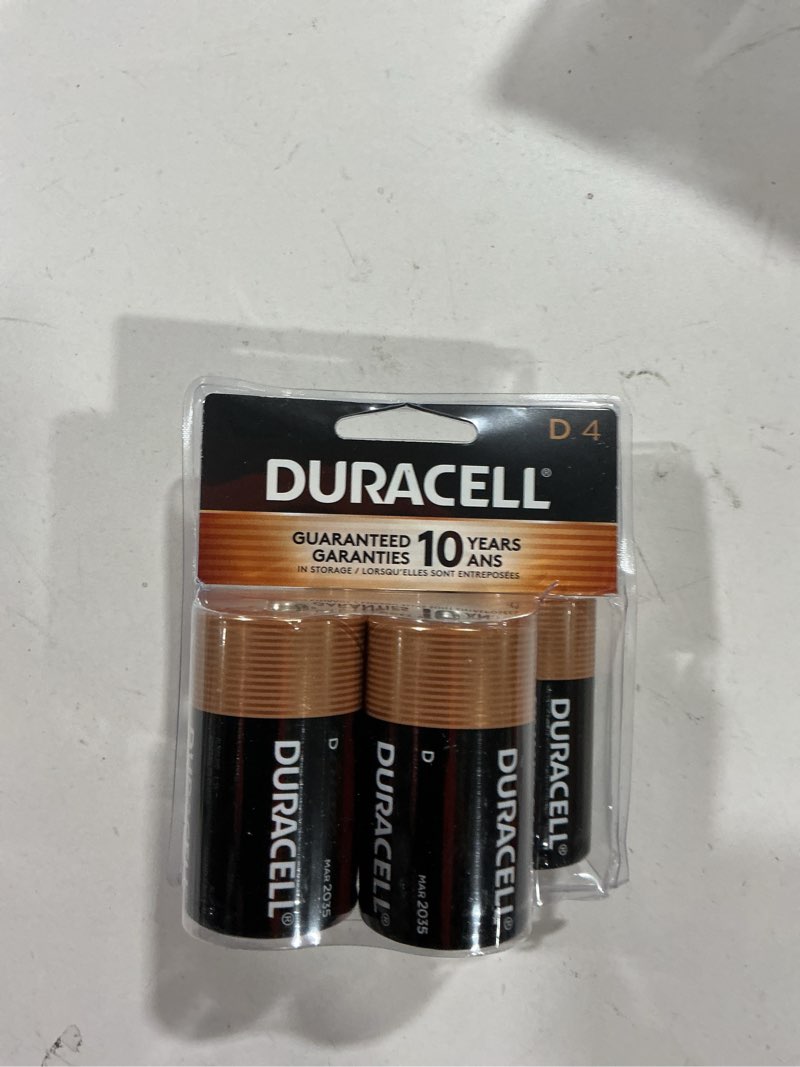 D 4
DURACELL®
GUARANTEED 10 YEARS
GARANTIES ANS
IN STORAGE / LORSQU'ELLES SONT ENTREPOSÉES
DURACELL®
D
MAR 2035
DURACELL®
D
MAR 2035
DURACELL®
DURACELL®